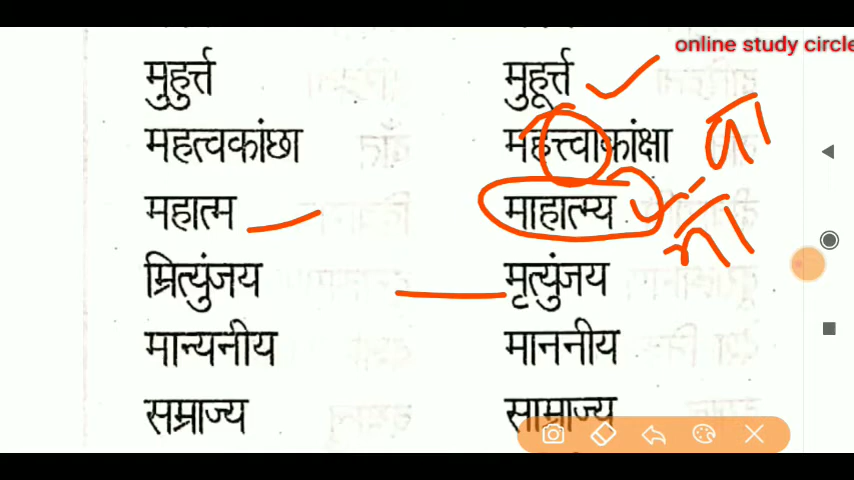 online study circle
मुहुर्त्त मुहूर्त्त
महत्वकांछा महत्त्वाकांक्षा
महात्म माहात्म्य
म्रित्युंजय मृत्युंजय
मान्यनीय माननीय
सम्राज्य साम्राज्य